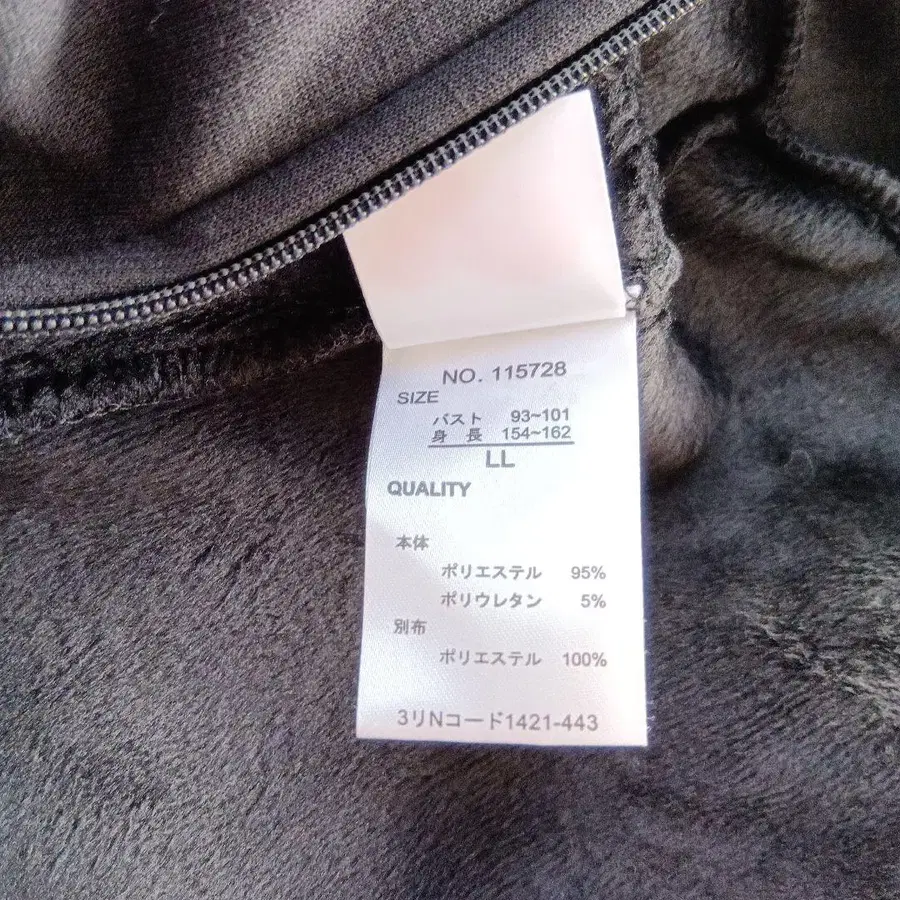 NO. 115728
SIZE
バスト 93~101
身 長 154~162
LL
QUALITY
本体
ポリエステル 95%
ポリウレタン 5%
別布
ポリエステル 100%
3リNコード1421-443